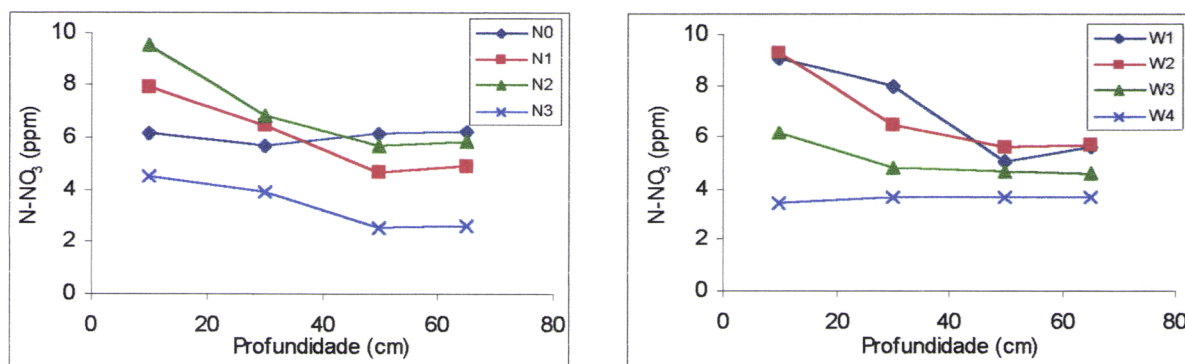 10
8
6
4
2
0
N-NO3 (ppm)
0 20 40 60 80
Profundidade (cm)
N0
N1
N2
N3
10
8
6
4
2
0
N-NO3 (ppm)
0 20 40 60 80
Profundidade (cm)
W1
W2
W3
W4